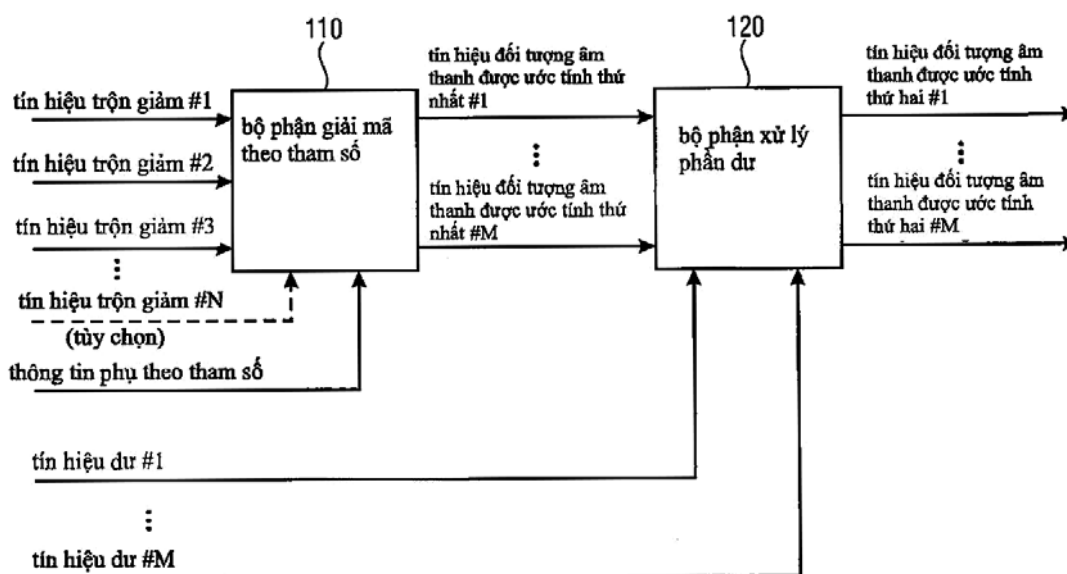 110
120
tín hiệu trộn giảm #1
tín hiệu trộn giảm #2
tín hiệu trộn giảm #3
tín hiệu trộn giảm #N
(tùy chọn)
thông tin phụ theo tham số
bộ phận giải mã
theo tham số
tín hiệu đối tượng âm
thanh được ước tính thứ
nhất #1
tín hiệu đối tượng âm
thanh được ước tính thứ
nhất #M
bộ phận xử lý
phần dư
tín hiệu đối tượng âm
thanh được ước tính
thứ hai #1
tín hiệu đối tượng âm
thanh được ước tính
thứ hai #M
tín hiệu dư #1
tín hiệu dư #M